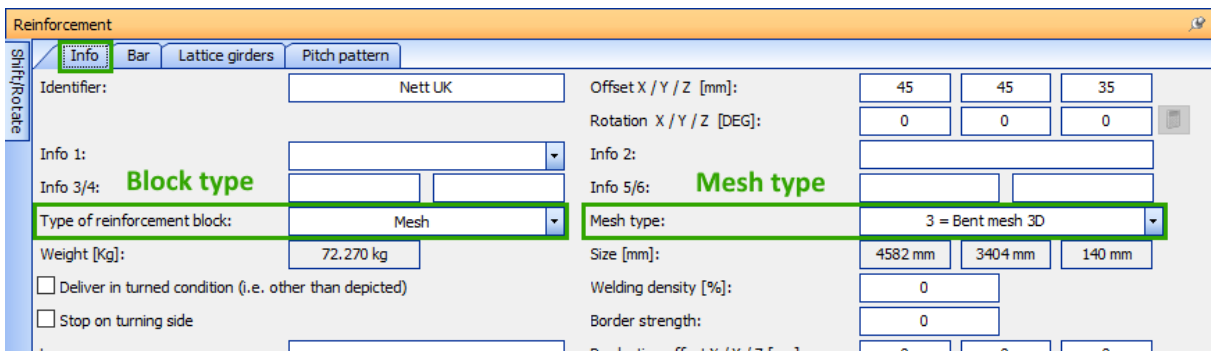 Reinforcement
Shift/Rotate
Info Bar Lattice girders Pitch pattern
Identifier: Nett UK Offset X / Y / Z [mm]: 45 45 35
Rotation X / Y / Z [DEG]: 0 0 0
Info 1: Info 2:
Info 3/4: Block type Info 5/6: Mesh type
Type of reinforcement block: Mesh Mesh type: 3 = Bent mesh 3D
Weight [Kg]: 72.270 kg Size [mm]: 4582 mm 3404 mm 140 mm
Deliver in turned condition (i.e. other than depicted) Welding density [%]: 0
Stop on turning side Border strength: 0